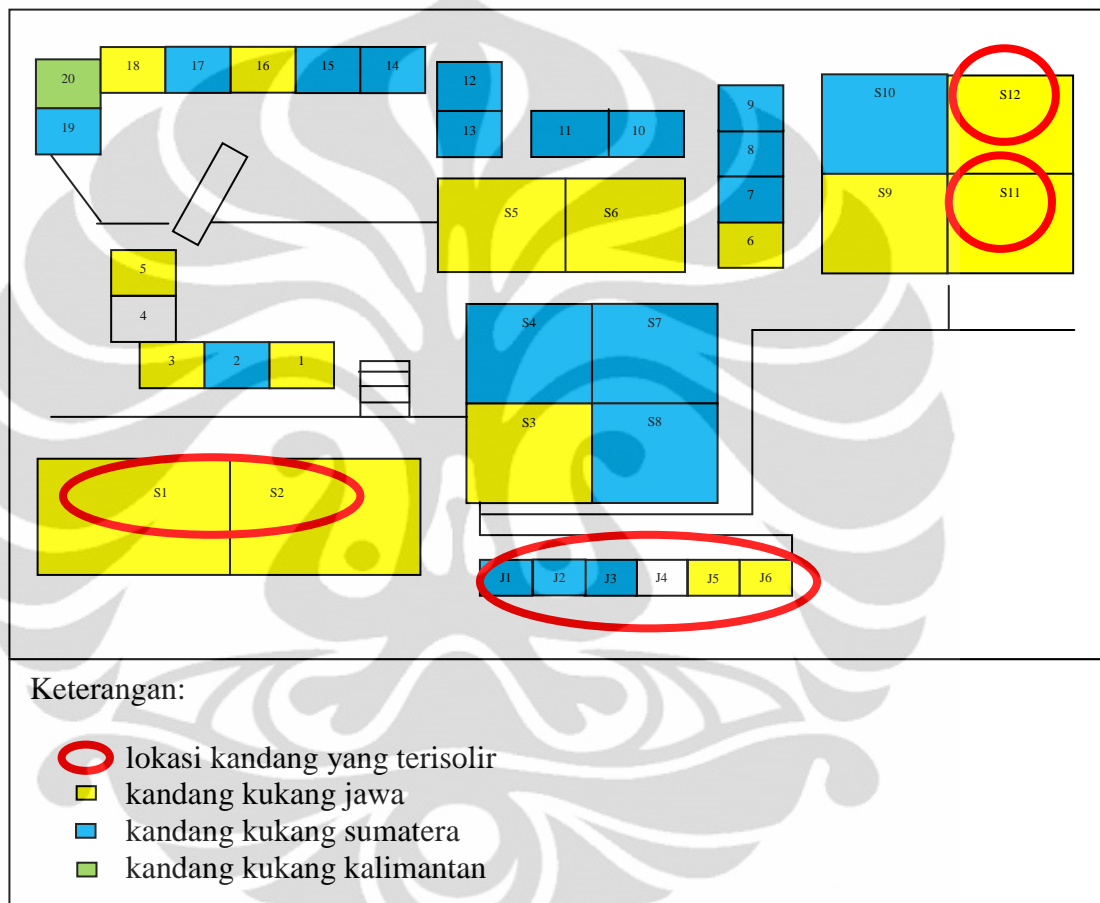 20
18
17
16
15
14
19
12
13
11
10
9
8
7
6
S10
S12
S9
S11
S5
S6
5
4
3
2
1
S4
S7
S3
S8
S1
S2
J1
J2
J3
J4
J5
J6
Keterangan:
lokasi kandang yang terisolir
kandang kukang jawa
kandang kukang sumatera
kandang kukang kalimantan